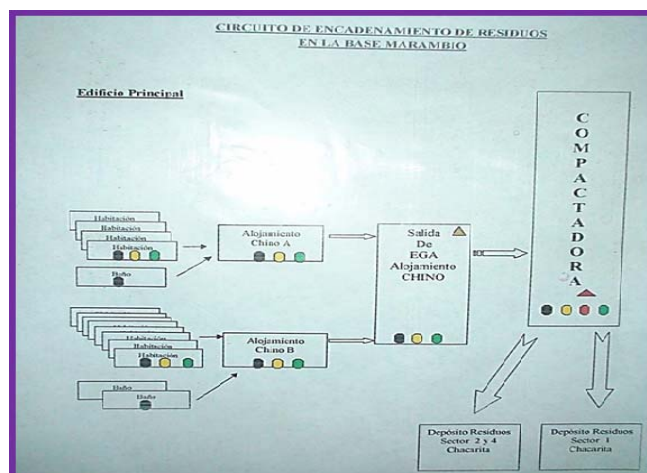 CIRCUITO DE ENCADENAMIENTO DE RESIDUOS
EN LA BASE MARAMBIO
Edificio Principal
Habitación
Habitación
Habitación
Habitación
Baño
Alojamiento
Chino A
Habitación
Habitación
Habitación
Baño
Baño
Alojamiento
Chino B
Salida
De
EGA
Alojamiento
CHINO
COMPACTADORA
Depósito Residuos
Sector 2 y 4
Chacarita
Depósito Residuos
Sector 1
Chacarita